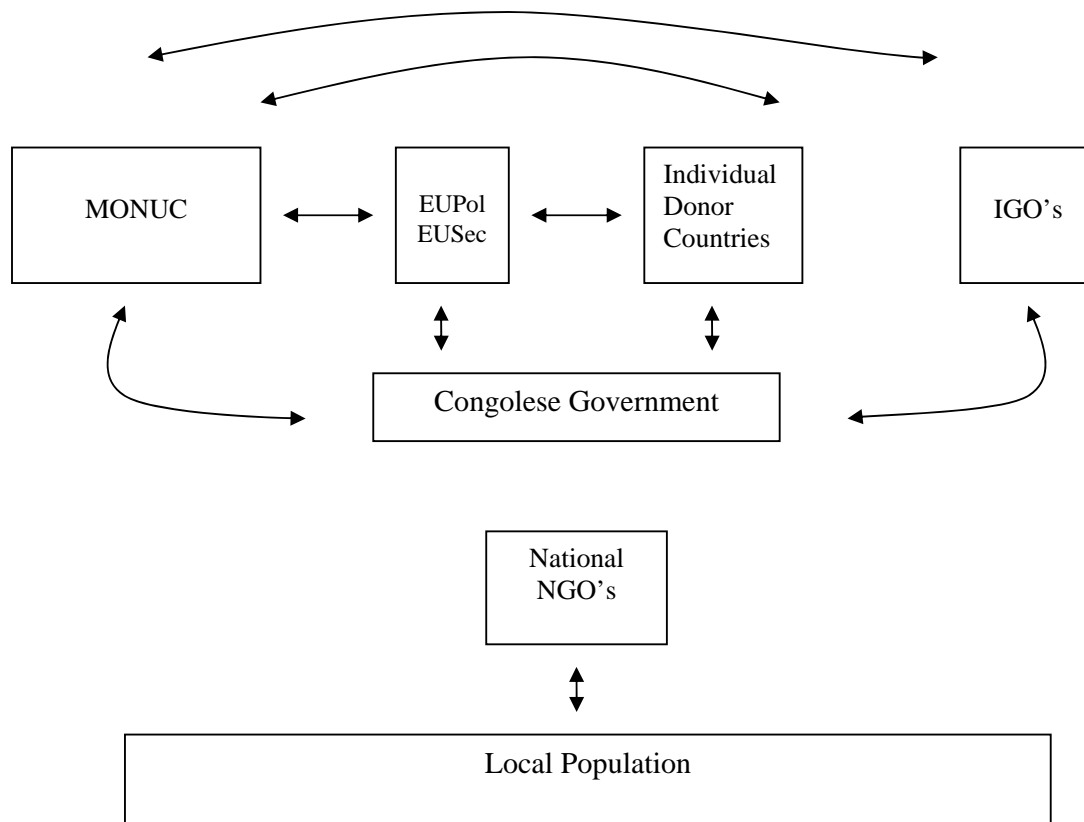 MONUC
EUPol
EUSec
Individual
Donor
Countries
IGO’s
Congolese Government
National
NGO’s
Local Population